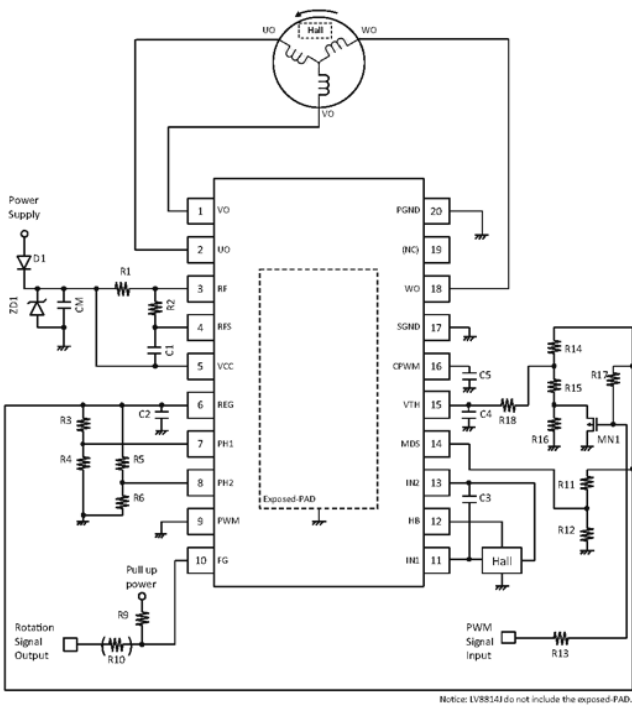 UO
Hall
WO
VO
Power
Supply
D1
R1
ZD1
CM
R2
C1
1 VO
2 UO
3 RF
4 RFS
5 VCC
6 REG
7 PH1
8 PH2
9 PWM
10 FG
PGND 20
(NC) 19
WO 18
SGND 17
CPWM 16
VTH 15
MDS 14
IN2 13
HB 12
IN1 11
Exposed-PAD
C2
R3
R4
R5
R6
Pull up
power
R9
Rotation
Signal
Output
(R10)
C5
C4
R18
R14
R15
R16
R17
MN1
R11
R12
C3
Hall
PWM
Signal
Input
R13
Notice: LV8814J do not include the exposed-PAD.